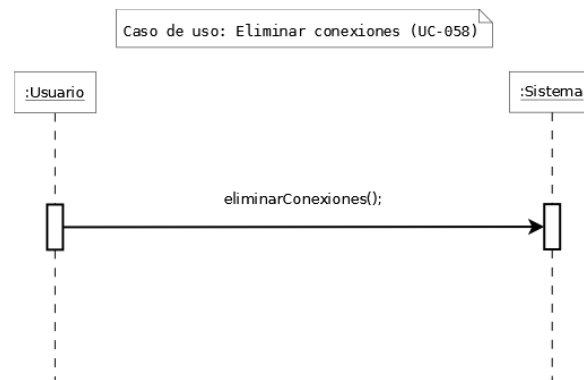 Caso de uso: Eliminar conexiones (UC-058)
:Usuario
:Sistema
eliminarConexiones();